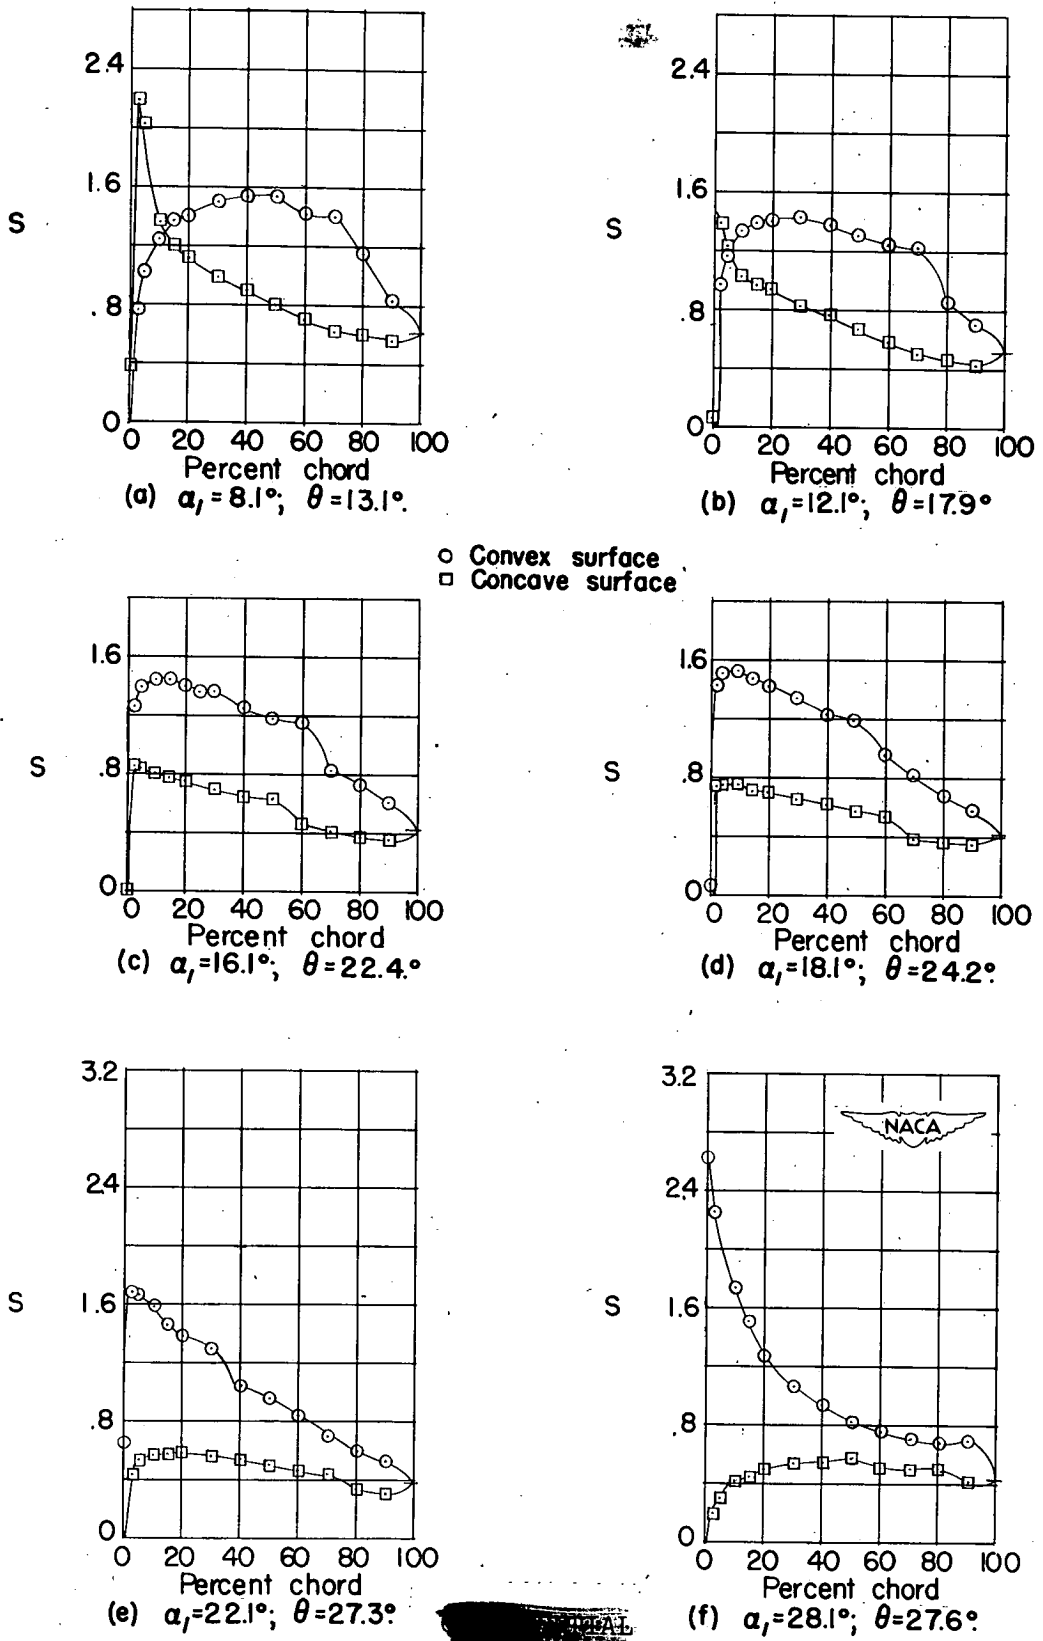 2.4
1.6
S
.8
0
0 20 40 60 80 100
Percent chord
(a) α₁=8.1°; θ=13.1°.
2.4
1.6
S
.8
0
0 20 40 60 80 100
Percent chord
(b) α₁=12.1°; θ=17.9°
Convex surface
Concave surface
1.6
S
.8
0
0 20 40 60 80 100
Percent chord
(c) α₁=16.1°; θ=22.4.°
1.6
S
.8
0
0 20 40 60 80 100
Percent chord
(d) α₁=18.1°; θ=24.2°.
3.2
2.4
1.6
S
.8
0
0 20 40 60 80 100
Percent chord
(e) α₁=22.1°; θ=27.3°.
3.2
NACA
2.4
1.6
S
.8
0
0 20 40 60 80 100
Percent chord
(f) α₁=28.1°; θ=27.6°.